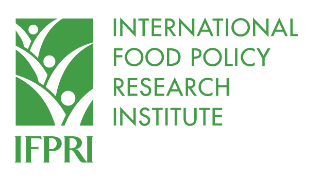 INTERNATIONAL
FOOD POLICY
RESEARCH
INSTITUTE
IFPRI